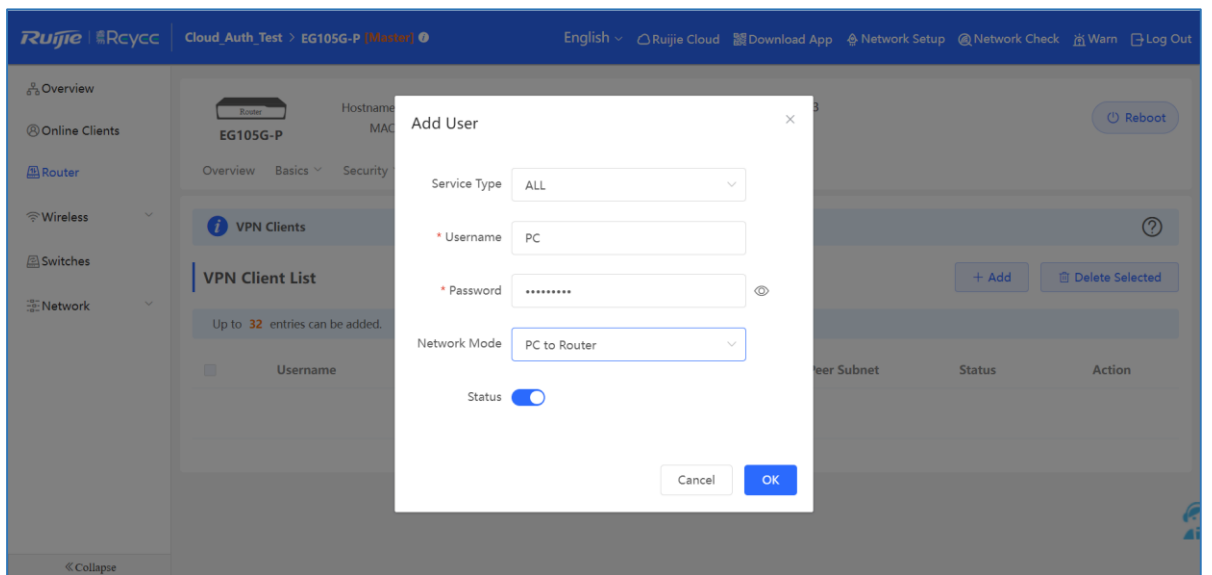 Ruijie Rcycc Cloud_Auth_Test > EG105G-P [Master] English Ruijie Cloud Download App Network Setup Network Check Warn Log Out
Overview
Online Clients
Router
Wireless
Switches
Network
Collapse
Router
EG105G-P
Hostname
MAC
Reboot
Overview Basics Security
VPN Clients
VPN Client List
+ Add Delete Selected
Up to 32 entries can be added.
Username Peer Subnet Status Action
Add User
Service Type ALL
* Username PC
* Password •••••••••
Network Mode PC to Router
Status
Cancel OK